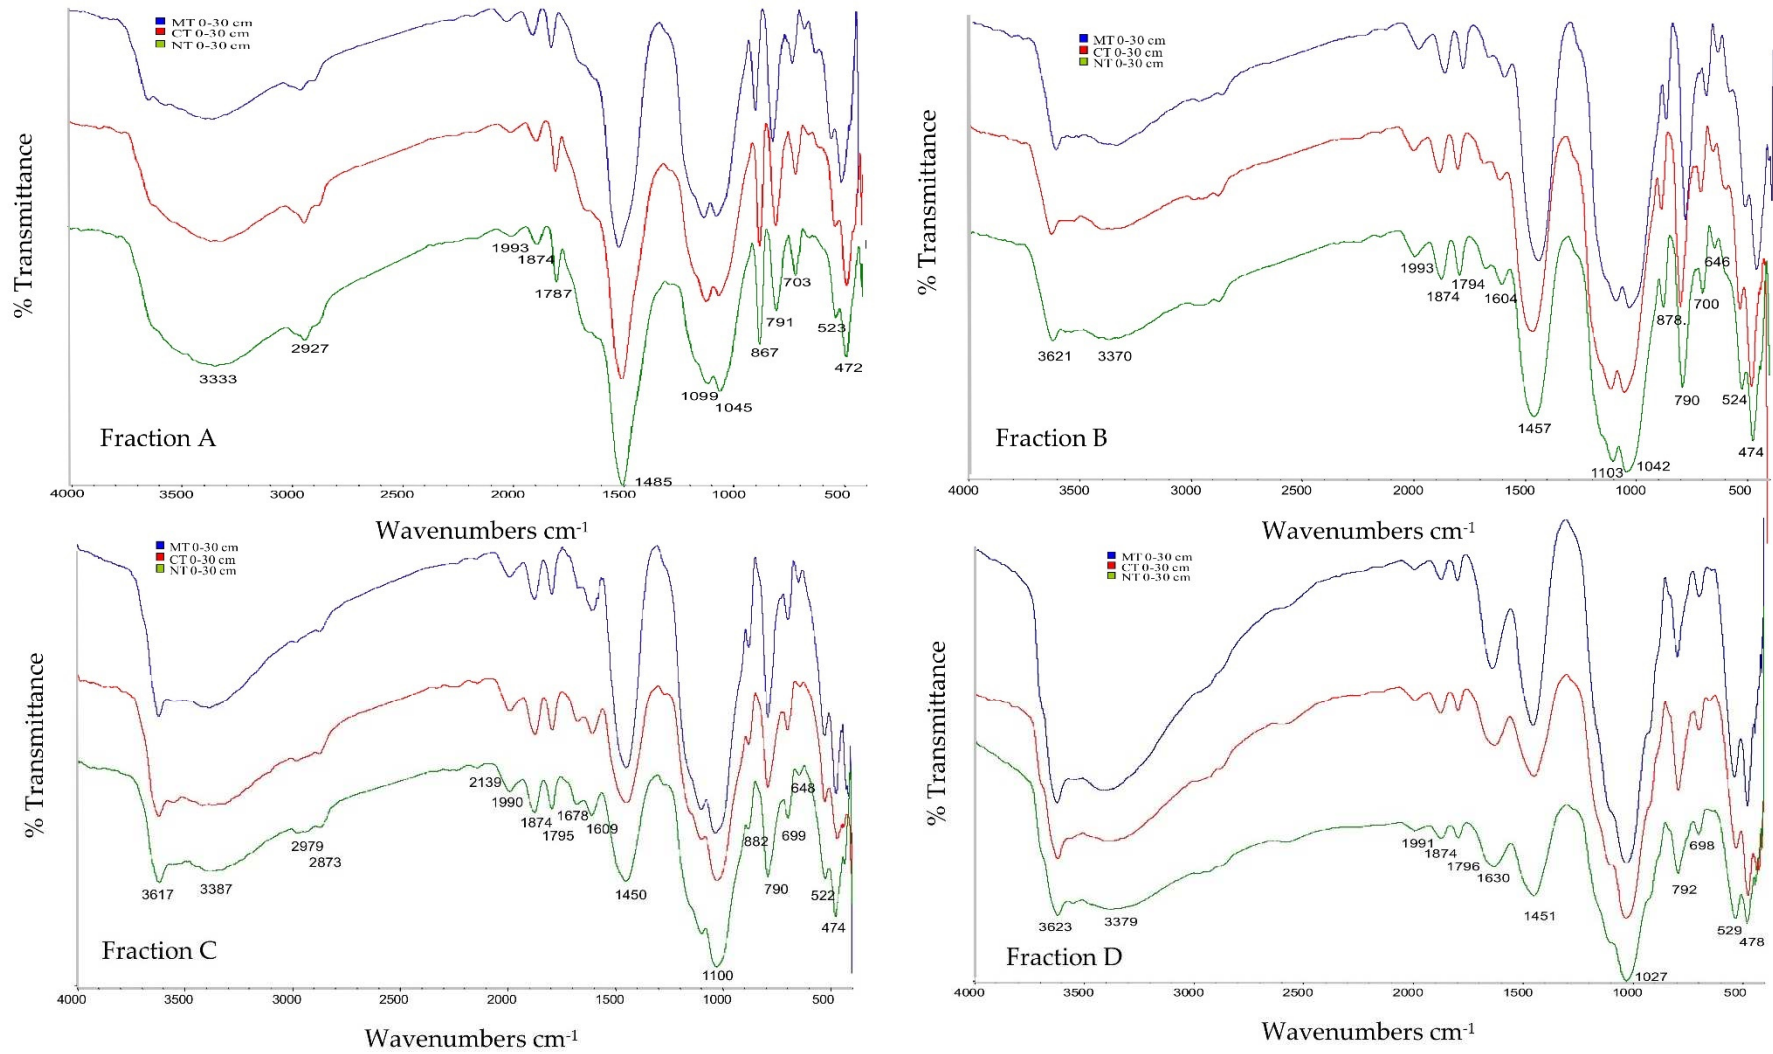 MT 0-30 cm
CT 0-30 cm
NT 0-30 cm
% Transmittance
1993
1874
1787
2927
3333
1485
1099
1045
867
791
703
523
472
Fraction A
4000 3500 3000 2500 2000 1500 1000 500
Wavenumbers cm-1
MT 0-30 cm
CT 0-30 cm
NT 0-30 cm
% Transmittance
3621
3370
1993
1874
1794
1604
1457
1103
1042
878.
790
700
646
524
474
Fraction B
4000 3500 3000 2500 2000 1500 1000 500
Wavenumbers cm-1
MT 0-30 cm
CT 0-30 cm
NT 0-30 cm
% Transmittance
3617
3387
2979
2873
2139
1990
1874
1795
1678
1609
1450
1100
882
790
699
648
522
474
Fraction C
4000 3500 3000 2500 2000 1500 1000 500
Wavenumbers cm-1
MT 0-30 cm
CT 0-30 cm
NT 0-30 cm
% Transmittance
3623
3379
1991
1874
1796
1630
1451
1027
792
698
529
478
Fraction D
4000 3500 3000 2500 2000 1500 1000 500
Wavenumbers cm-1